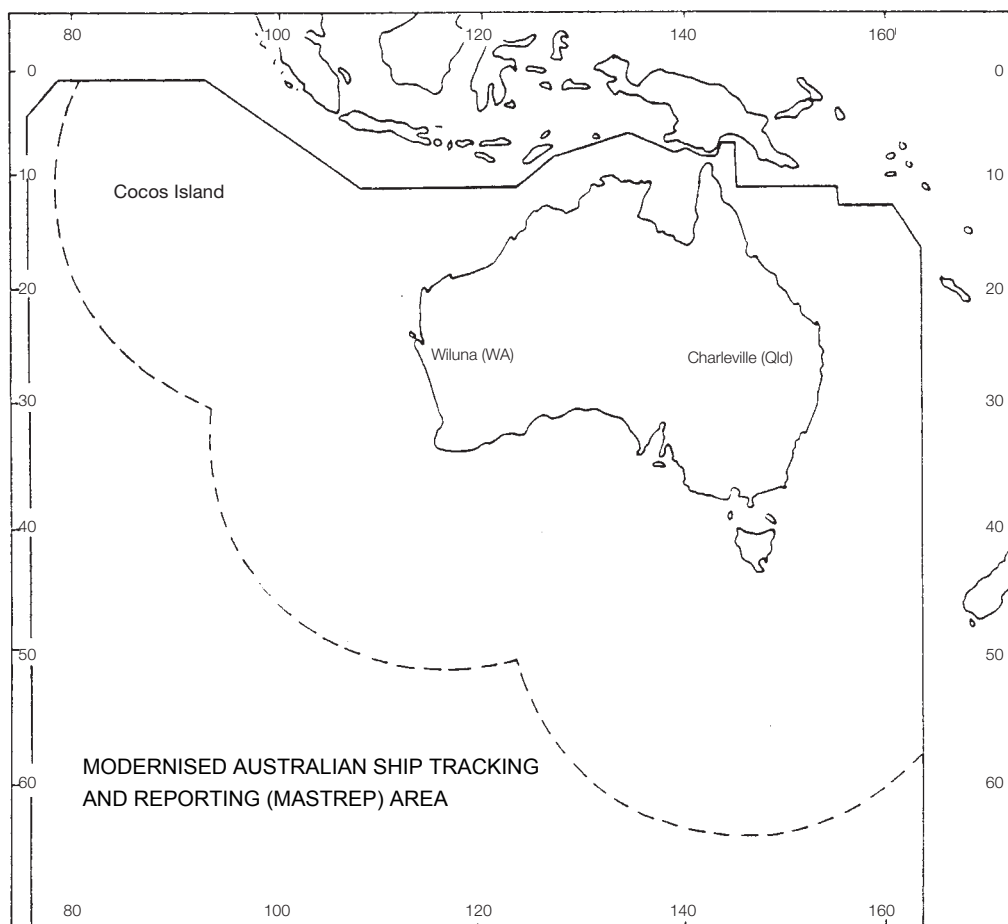 80 100 120 140 160
0 0
10 10
Cocos Island
20 20
Wiluna (WA) Charleville (Qld)
30 30
40 40
50 50
MODERNISED AUSTRALIAN SHIP TRACKING
60 60
AND REPORTING (MASTREP) AREA
80 100 120 140 160